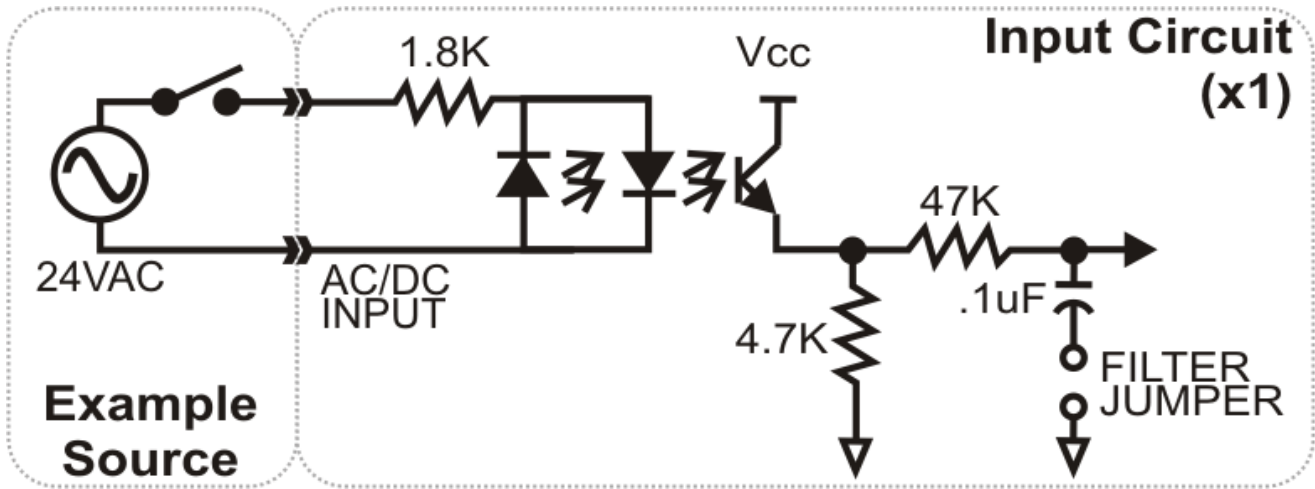 1.8K
Vcc
Input Circuit
(x1)
47K
24VAC
AC/DC
INPUT
.1uF
4.7K
FILTER
JUMPER
Example
Source